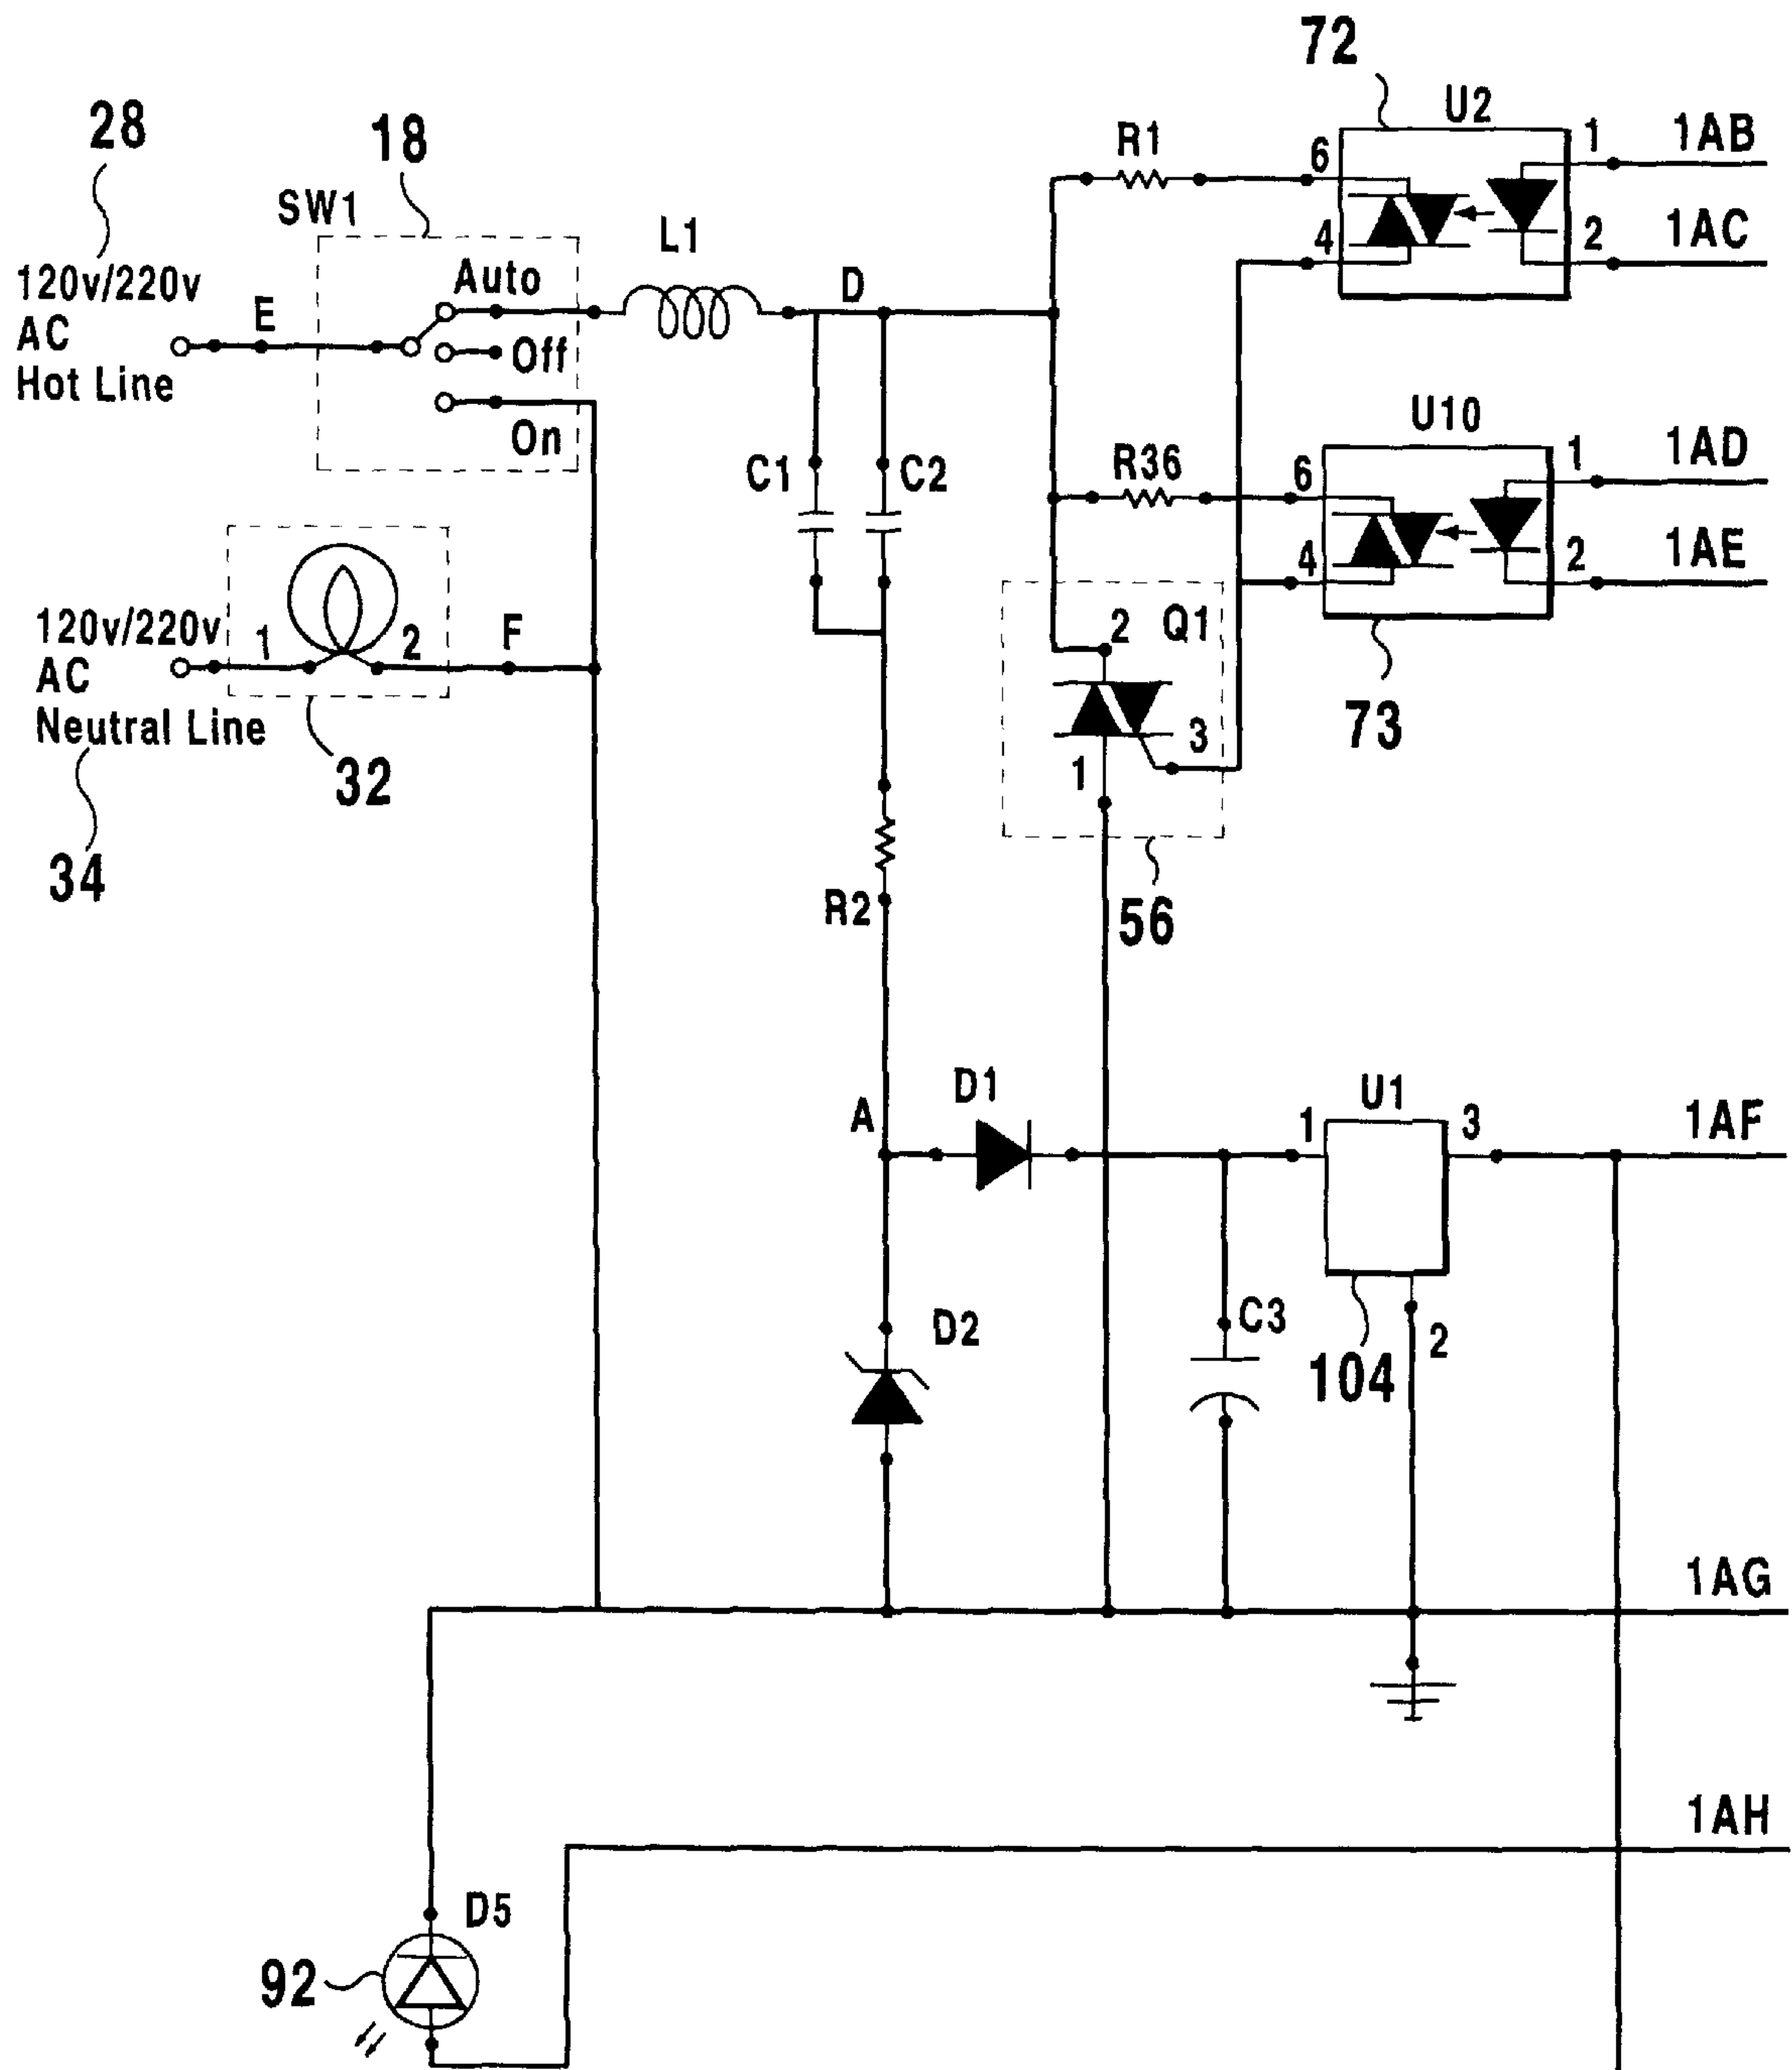 72
U2
28
18
R1
6
1
1AB
SW1
L1
4
2
1AC
120v/220v
AC
Hot Line
E
Auto
D
Off
On
U10
C1
C2
R36
6
1
1AD
4
2
1AE
120v/220v
AC
Neutral Line
1
2
F
2
Q1
3
1
73
32
34
R2
56
A
D1
1
U1
3
1AF
D2
C3
2
104
1AG
1AH
D5
92